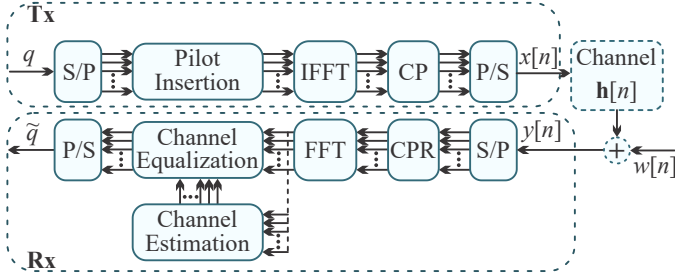 Tx
q
S/P
Pilot
Insertion
IFFT
CP
P/S
x[n]
Channel
h[n]
q̃
P/S
Channel
Equalization
FFT
CPR
S/P
y[n]
+
w[n]
Channel
Estimation
Rx